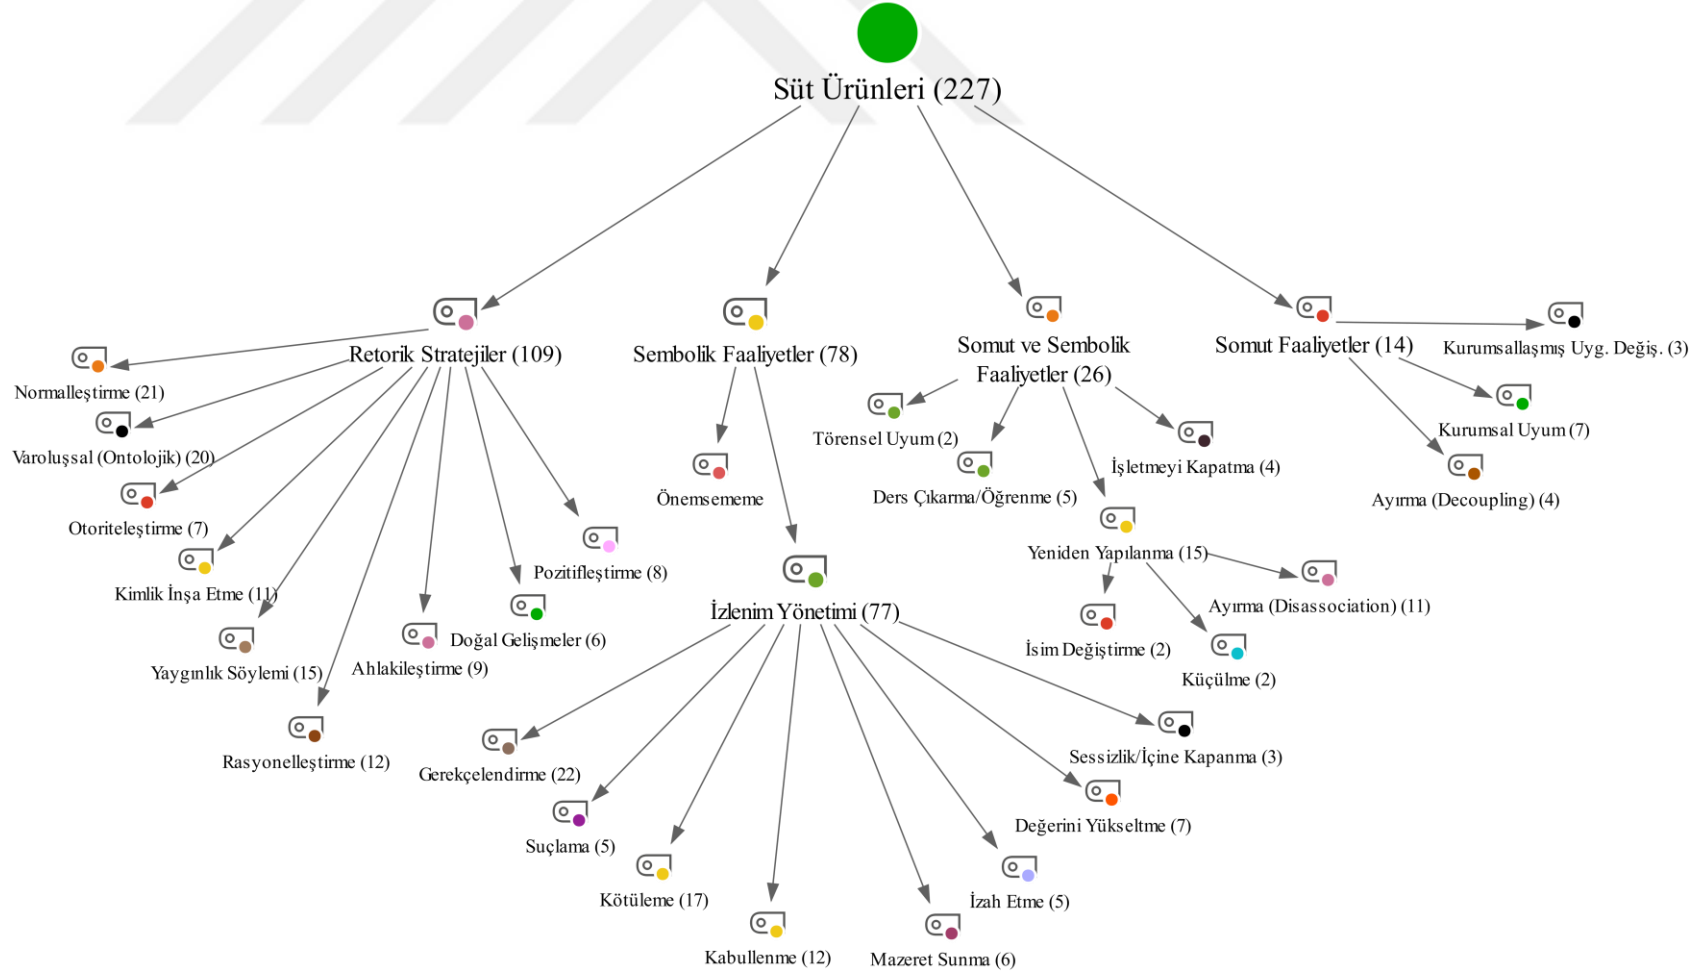 Süt Ürünleri (227)
Retorik Stratejiler (109)
Sembolik Faaliyetler (78)
Somut ve Sembolik
Faaliyetler (26)
Somut Faaliyetler (14)
Kurumsallaşmış Uyg. Değiş. (3)
Normalleştirme (21)
Varoluşsal (Ontolojik) (20)
Otoriteleştirme (7)
Kimlik İnşa Etme (11)
Yaygınlık Söylemi (15)
Rasyonelleştirme (12)
Ahlakileştirme (9)
Doğal Gelişmeler (6)
Pozitifleştirme (8)
Önemsememe
İzlenim Yönetimi (77)
Gerekçelendirme (22)
Suçlama (5)
Kötüleme (17)
Kabullenme (12)
Mazeret Sunma (6)
İzah Etme (5)
Değerini Yükseltme (7)
Sessizlik/İçine Kapanma (3)
Törensel Uyum (2)
Ders Çıkarma/Öğrenme (5)
Yeniden Yapılanma (15)
İşletmeyi Kapatma (4)
İsim Değiştirme (2)
Küçülme (2)
Ayırma (Disassociation) (11)
Kurumsal Uyum (7)
Ayırma (Decoupling) (4)